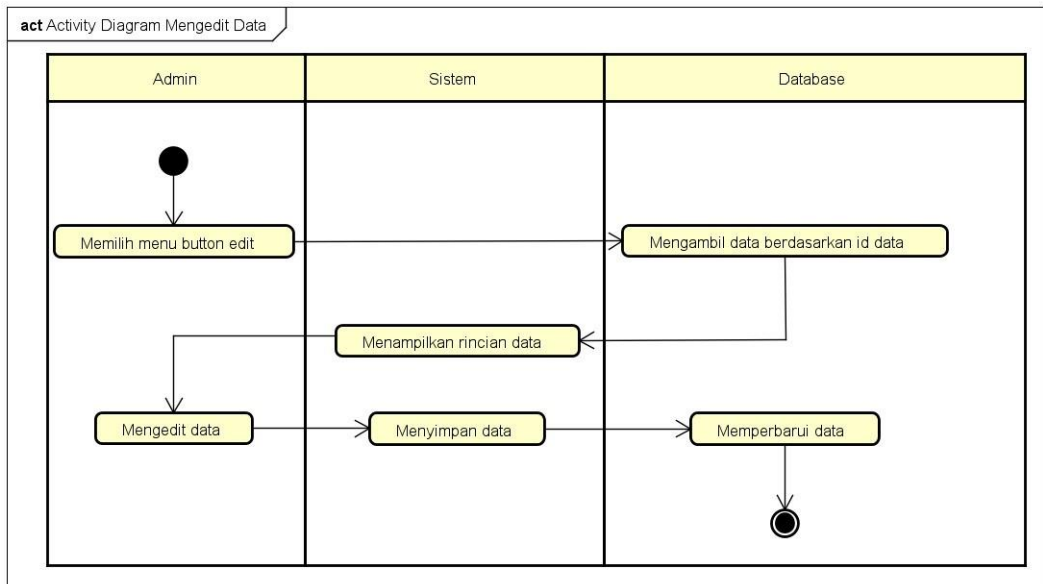 act Activity Diagram Mengedit Data
Admin
Sistem
Database
Memilih menu button edit
Mengambil data berdasarkan id data
Menampilkan rincian data
Mengedit data
Menyimpan data
Memperbarui data